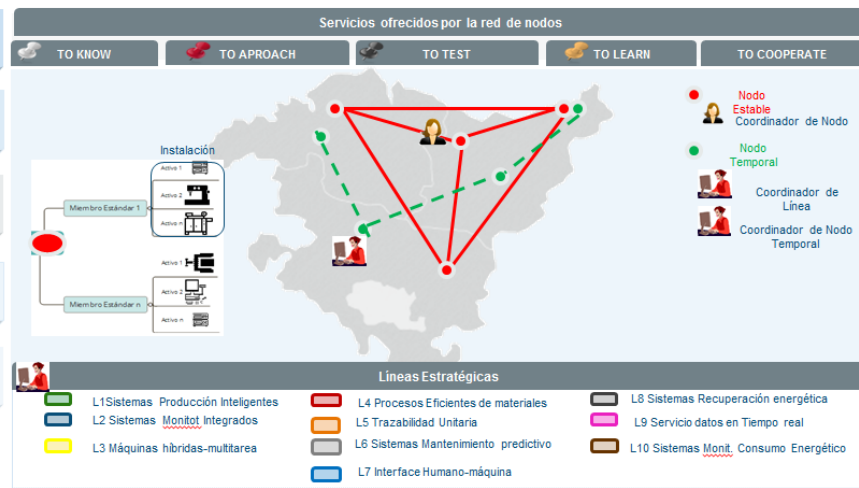 Servicios ofrecidos por la red de nodos
TO KNOW
TO APROACH
TO TEST
TO LEARN
TO COOPERATE
Instalación
Activo 1
Activo 2
Activo n
Miembro Estándar 1
Activo 1
Activo 2
Activo n
Miembro Estándar n
Nodo
Estable
Coordinador de Nodo
Nodo
Temporal
Coordinador de
Línea
Coordinador de Nodo
Temporal
Líneas Estratégicas
L1Sistemas Producción Inteligentes
L2 Sistemas Monitot Integrados
L3 Máquinas híbridas-multitarea
L4 Procesos Eficientes de materiales
L5 Trazabilidad Unitaria
L6 Sistemas Mantenimiento predictivo
L7 Interface Humano-máquina
L8 Sistemas Recuperación energética
L9 Servicio datos en Tiempo real
L10 Sistemas Monit. Consumo Energético